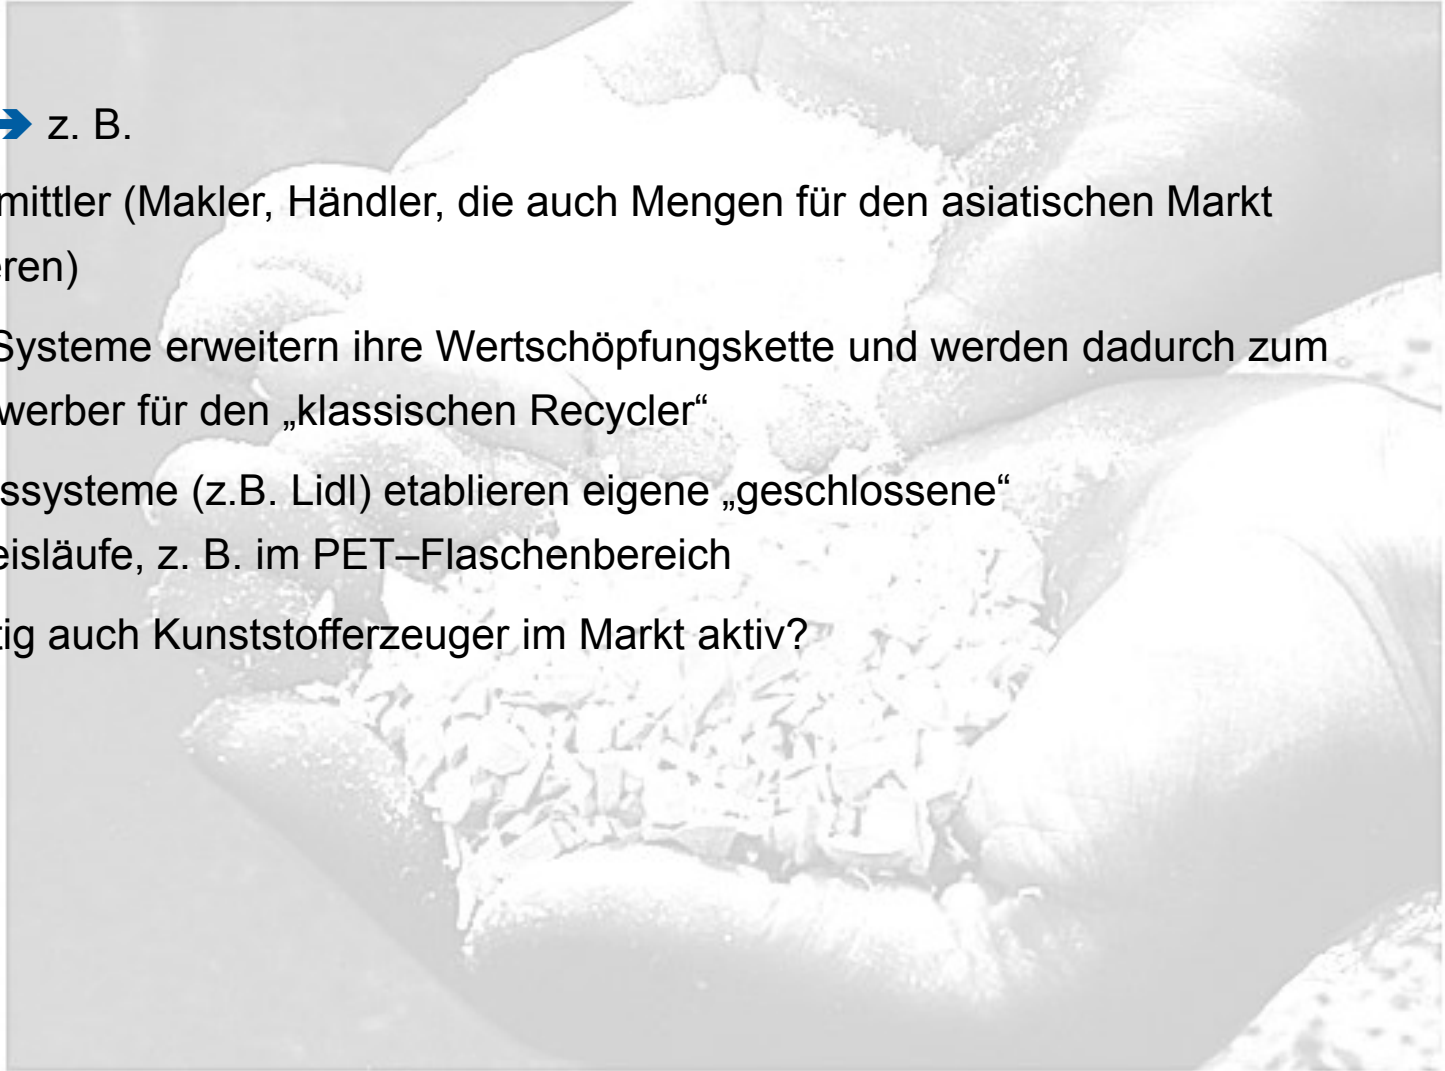 ➔ z. B.
mittler (Makler, Händler, die auch Mengen für den asiatischen Markt
eren)
Systeme erweitern ihre Wertschöpfungskette und werden dadurch zum
werber für den „klassischen Recycler“
ssysteme (z.B. Lidl) etablieren eigene „geschlossene“
eisläufe, z. B. im PET–Flaschenbereich
tig auch Kunststofferzeuger im Markt aktiv?